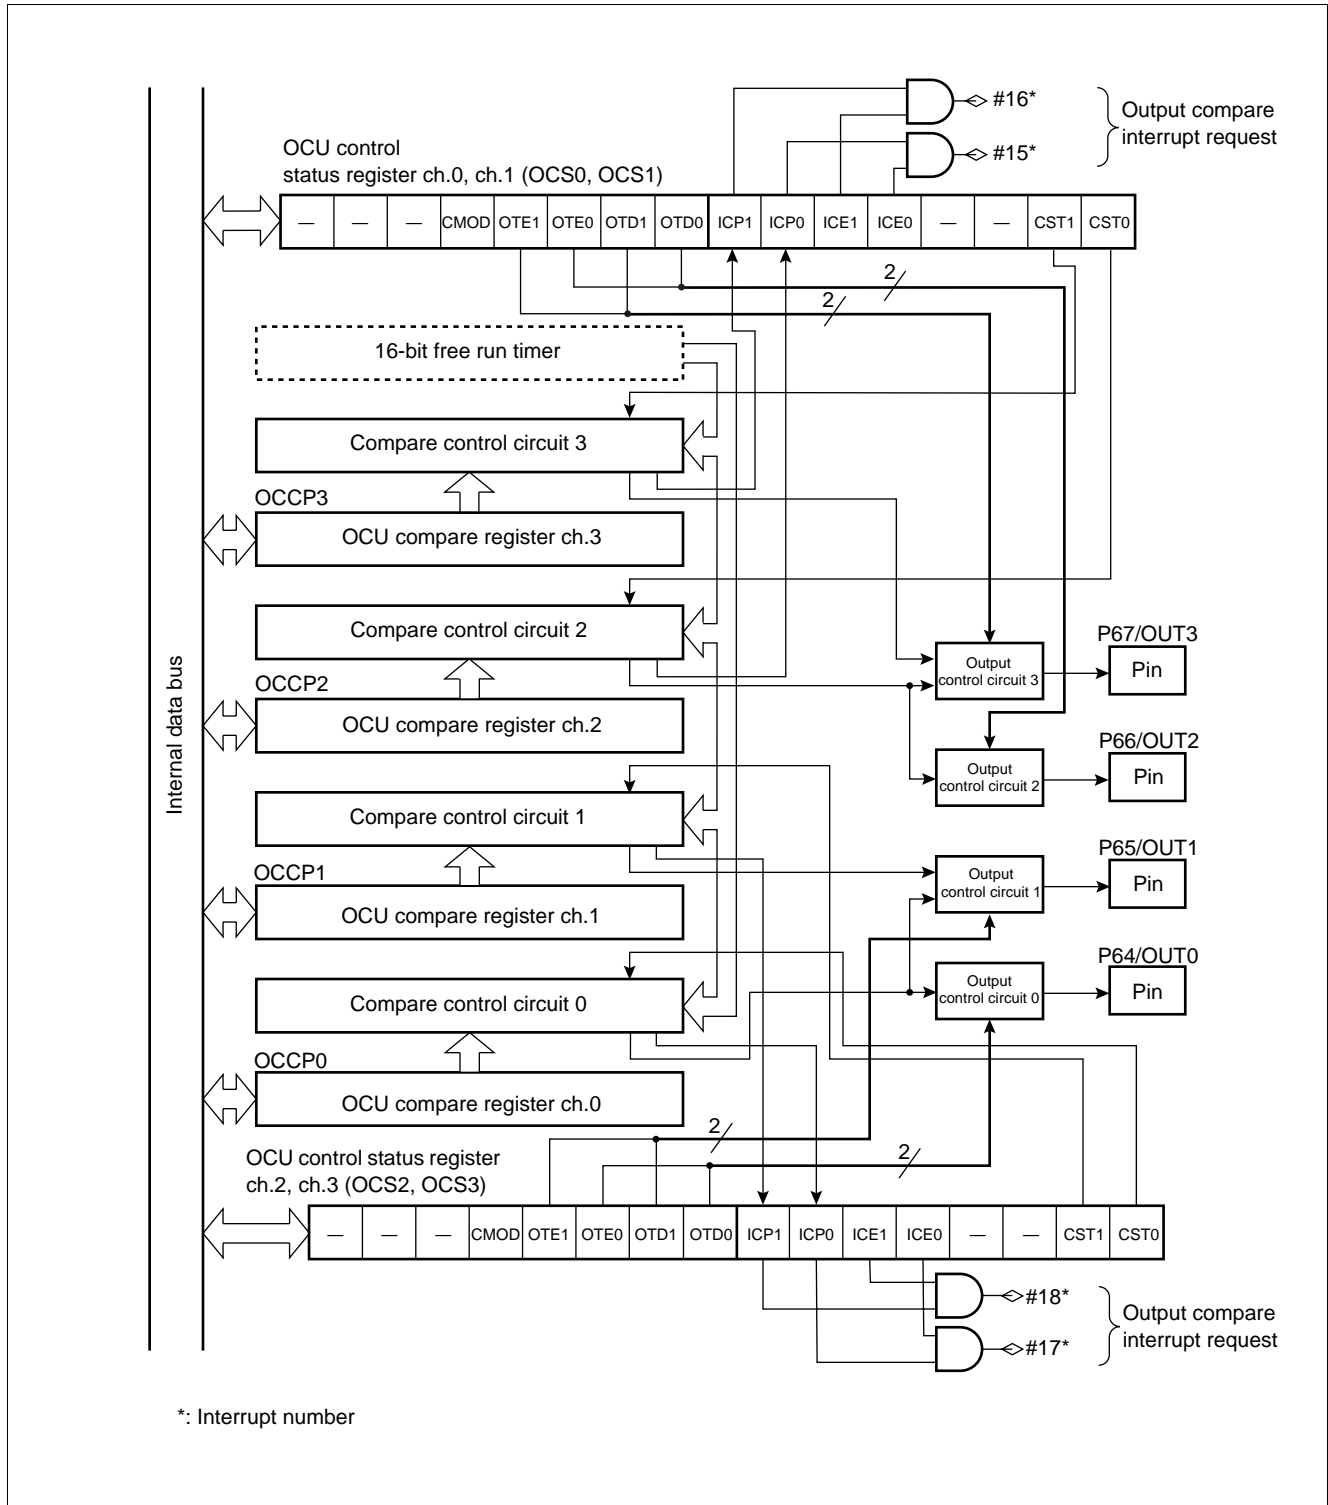 #16*
Output compare
interrupt request
#15*
OCU control
status register ch.0, ch.1 (OCS0, OCS1)
— — — CMOD OTE1 OTE0 OTD1 OTD0 ICP1 ICP0 ICE1 ICE0 — — CST1 CST0
2
2
16-bit free run timer
Compare control circuit 3
OCCP3
OCU compare register ch.3
Compare control circuit 2
OCCP2
OCU compare register ch.2
Compare control circuit 1
OCCP1
OCU compare register ch.1
Compare control circuit 0
OCCP0
OCU compare register ch.0
Internal data bus
P67/OUT3
Output
control circuit 3
Pin
P66/OUT2
Output
control circuit 2
Pin
P65/OUT1
Output
control circuit 1
Pin
P64/OUT0
Output
control circuit 0
Pin
2
2
OCU control status register
ch.2, ch.3 (OCS2, OCS3)
— — — CMOD OTE1 OTE0 OTD1 OTD0 ICP1 ICP0 ICE1 ICE0 — — CST1 CST0
#18*
Output compare
interrupt request
#17*
*: Interrupt number